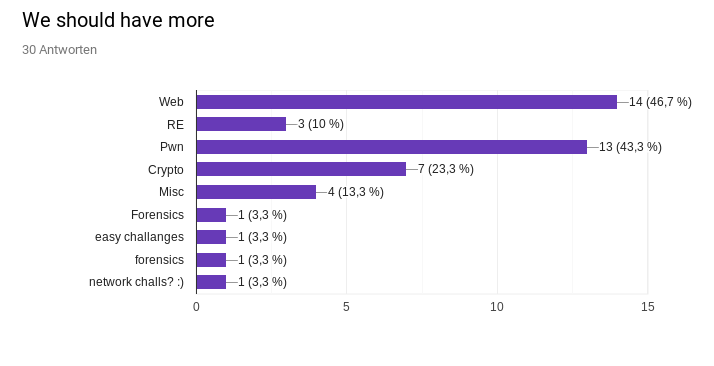 We should have more
30 Antworten
Web 14 (46,7 %)
RE 3 (10 %)
Pwn 13 (43,3 %)
Crypto 7 (23,3 %)
Misc 4 (13,3 %)
Forensics 1 (3,3 %)
easy challanges 1 (3,3 %)
forensics 1 (3,3 %)
network challs? :) 1 (3,3 %)
0 5 10 15